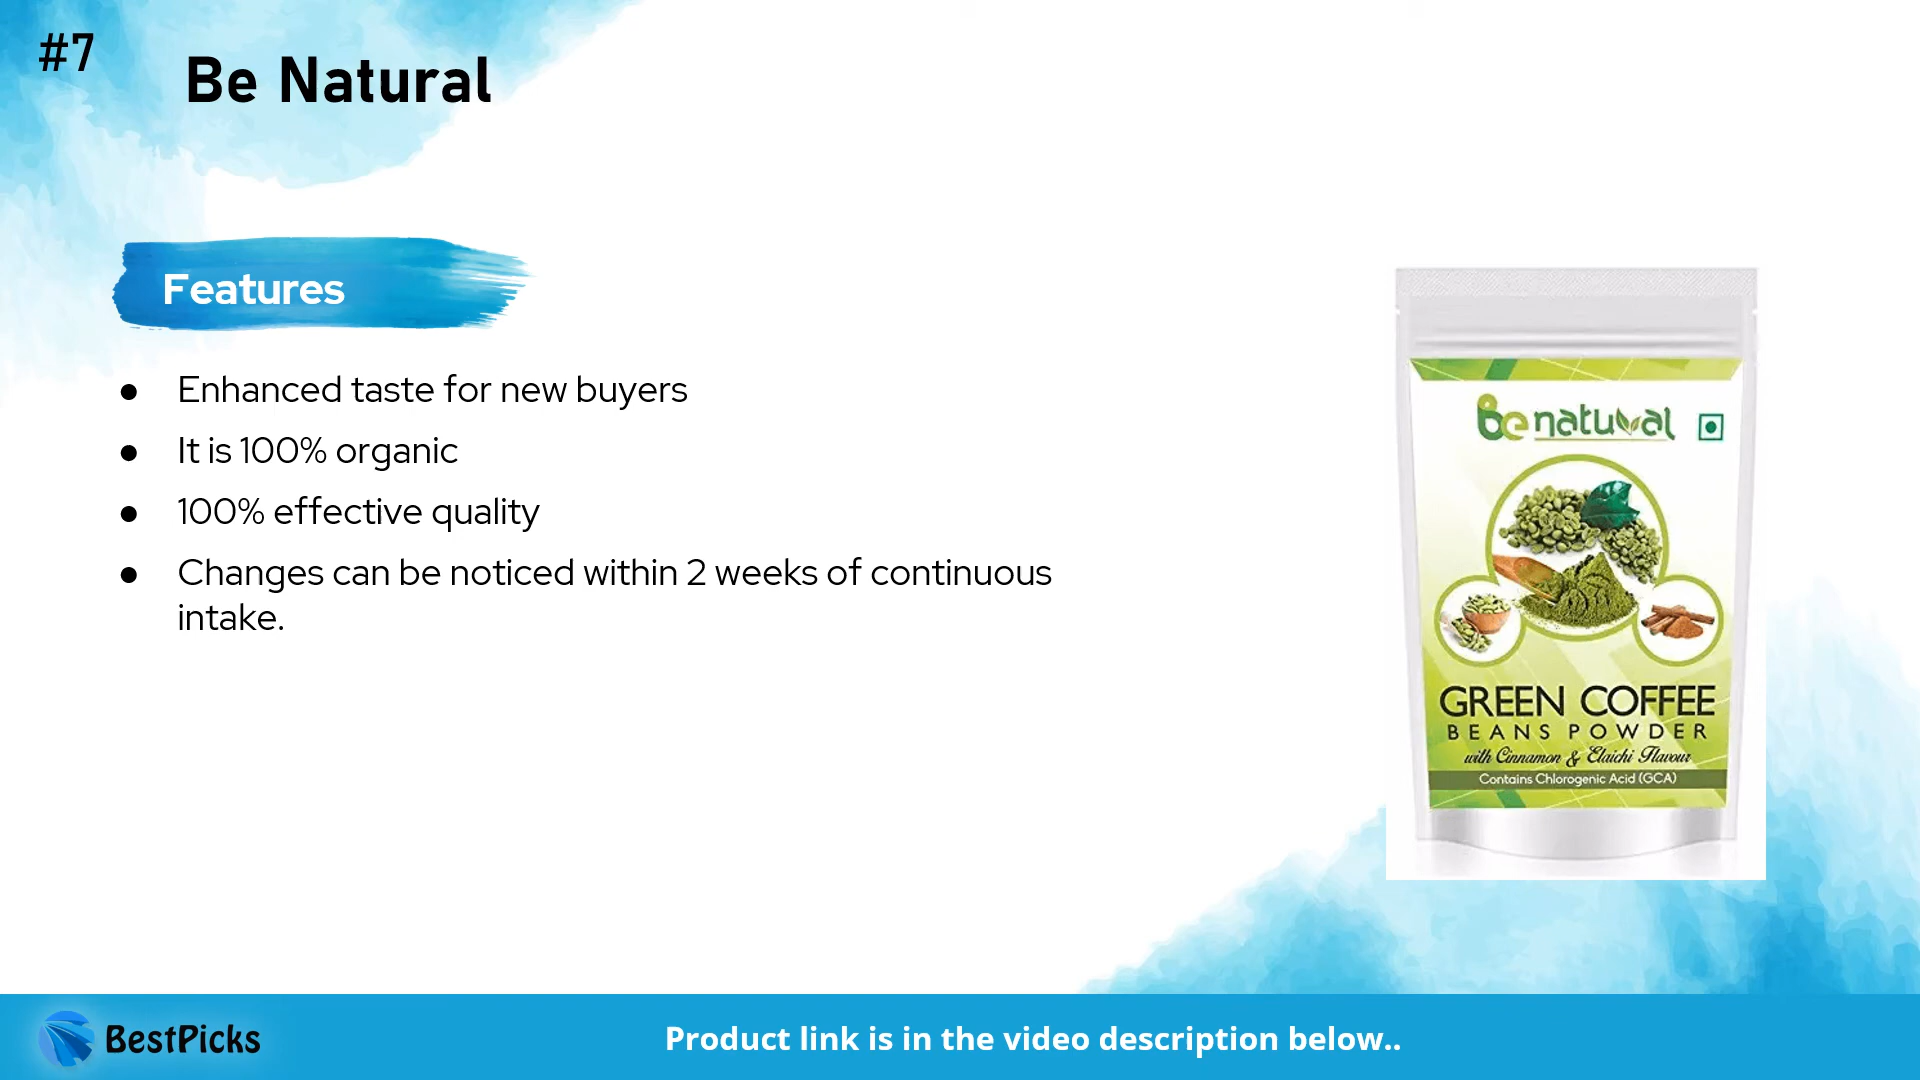 #7
Be Natural
Features
● Enhanced taste for new buyers
● It is 100% organic
● 100% effective quality
● Changes can be noticed within 2 weeks of continuous
intake.
Be natural
GREEN COFFEE
BEANS POWDER
with Cinnamon & Elaichi Flavour
Contains Chlorogenic Acid (GCA)
BestPicks
Product link is in the video description below..